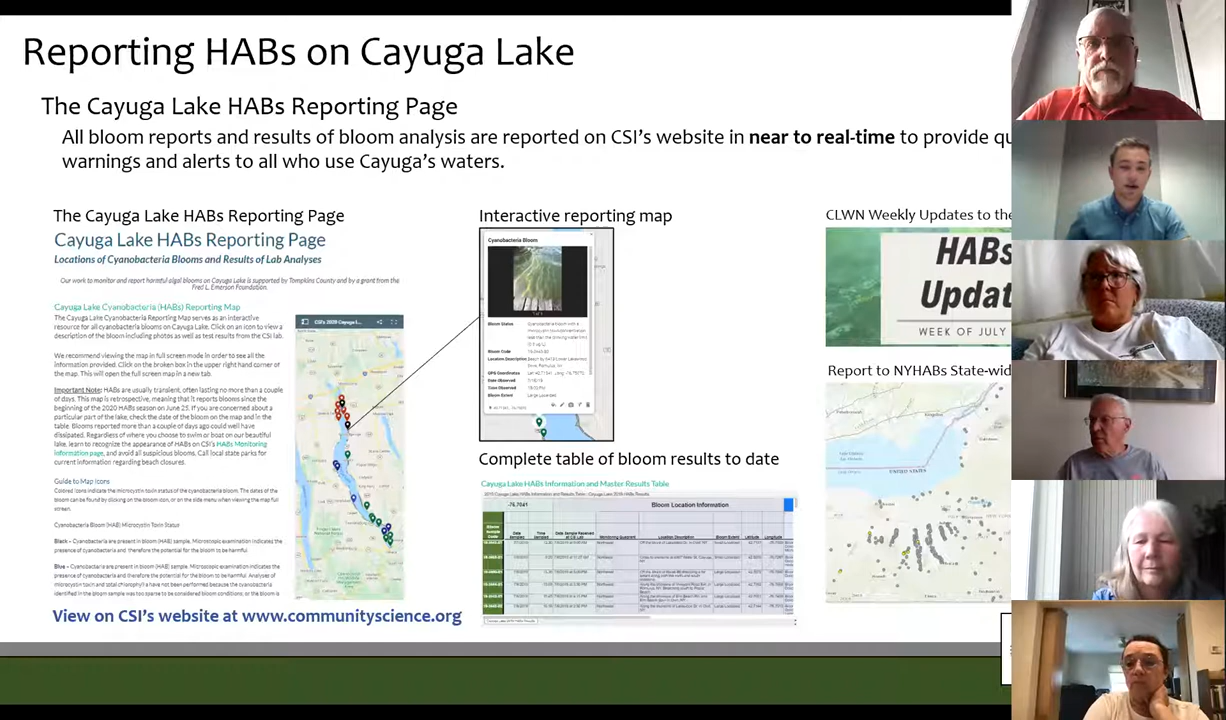 Reporting HABs on Cayuga Lake
The Cayuga Lake HABs Reporting Page
All bloom reports and results of bloom analysis are reported on CSI's website in near to real-time to provide
warnings and alerts to all who use Cayuga's waters.
The Cayuga Lake HABs Reporting Page
Cayuga Lake HABs Reporting Page
Locations of Cyanobacteria Blooms and Results of Lab Analyses
Our work to monitor and report harmful algal blooms on Cayuga Lake is supported by Tompkins County and by a grant from the
Fred L. Emerson Foundation.
Cayuga Lake Cyanobacteria (HABs) Reporting Map
The Cayuga Lake Cyanobacteria Reporting Map serves as an interactive
resource for all cyanobacteria blooms on Cayuga Lake. Click on an icon to view a
description of the bloom including photos as well as test results from the CSI lab.
We recommend viewing the map in full screen mode in order to see all the
information provided. Click on the broken box in the upper right hand corner of
the map. This will open the full screen map in a new tab.
Important Note: HABs are usually transient, often lasting no more than a couple
of days. This map is retrospective, meaning that it reports blooms since the
beginning of the 2020 HABs season on June 25. If you are concerned about a
particular part of the lake, check the date of the bloom on the map and in the
table. Blooms reported more than a couple of days ago could well have
dissipated. Regardless of where you choose to swim or boat on our beautiful
lake, learn to recognize the appearance of HABs on CSI's HABs Monitoring
Information page, and avoid all suspicious blooms. Call local state parks for
current information regarding beach closures.
Guide to Map Icons
Colored icons indicate the microcystin toxin status of the cyanobacteria bloom. The dates of the
bloom can be found by clicking on the bloom icon, or on the side menu when viewing the map full
screen.
Cyanobacteria Bloom (HAB) Microcystin Toxin Status
Black – Cyanobacteria are present in bloom sample. Microscopic examination indicates the
presence of cyanobacteria and therefore the potential for the bloom to be harmful.
Blue – Cyanobacteria are present in bloom sample. Microscopic examination indicates the
presence of cyanobacteria and therefore the potential for the bloom to be harmful. Analyses of
microcystin toxin and total chlorophyll a have not been performed because the cyanobacteria
identified in the bloom sample was too sparse to be considered bloom conditions, or the bloom is
View on CSI's website at www.communityscience.org
Interactive reporting map
Cyanobacteria Bloom
Bloom Status
Cyanobacteria bloom with a
Bloom Code
Location Description
GPS Coordinates
Date Observed
Time Observed
Bloom Extent
Large Localized
Complete table of bloom results to date
Cayuga Lake HABs Information and Master Results Table
-76.7041
Bloom Location Information
CLWN Weekly Updates to the
HABs
Update
WEEK OF JULY
Report to NYHABs State-wid
UNITED STATES